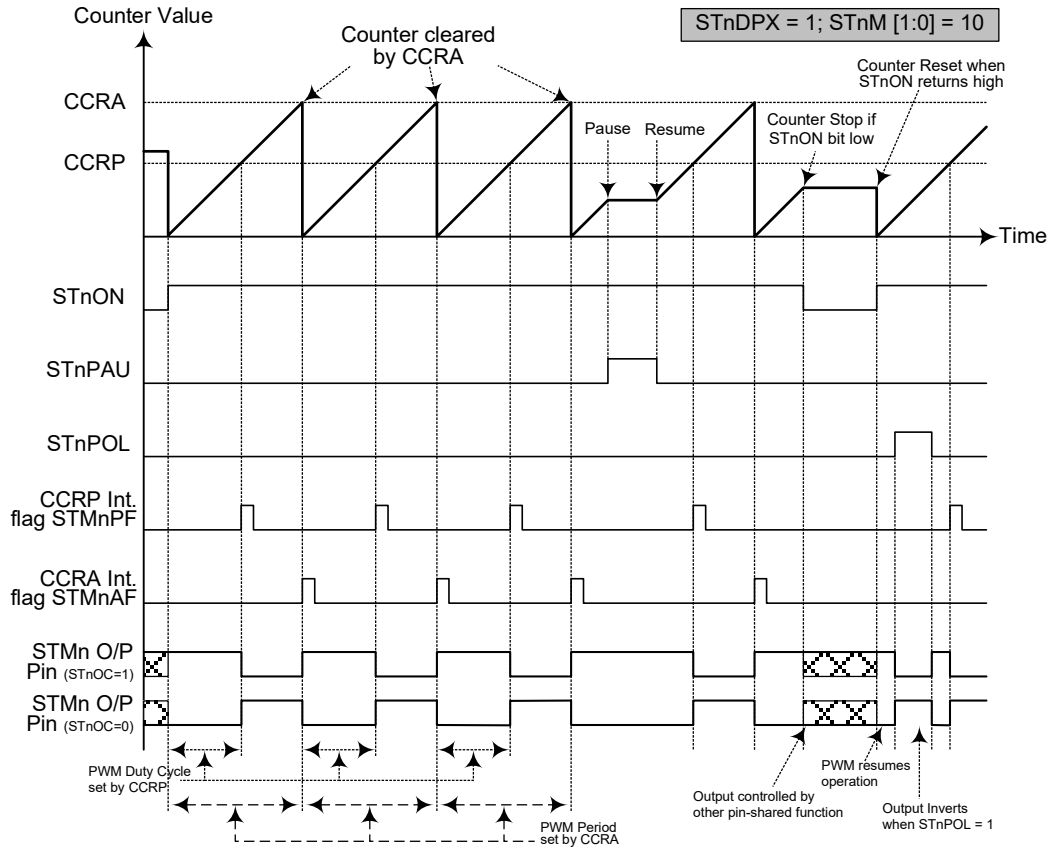 Counter Value
STnDPX = 1; STnM [1:0] = 10
Counter cleared
by CCRA
Counter Reset when
STnON returns high
CCRA
Counter Stop if
STnON bit low
Pause
Resume
CCRP
Time
STnON
STnPAU
STnPOL
CCRP Int.
flag STMnPF
CCRA Int.
flag STMnAF
STMn O/P
Pin (STnOC=1)
STMn O/P
Pin (STnOC=0)
PWM Duty Cycle
set by CCRP
PWM resumes
operation
Output controlled by
other pin-shared function
Output Inverts
when STnPOL = 1
PWM Period
set by CCRA